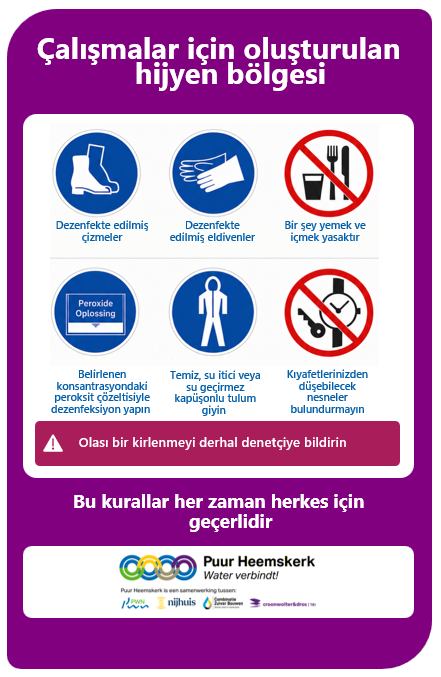 Çalışmalar için oluşturulan
hijyen bölgesi
Dezenfekte edilmiş
çizmeler
Dezenfekte
edilmiş eldivenler
Bir şey yemek ve
içmek yasaktır
Peroxide
Oplossing
Belirlenen
konsantrasyondaki
peroksit çözeltisiyle
dezenfeksiyon yapın
Temiz, su itici veya
su geçirmez
kapüşonlu tulum
giyin
Kıyafetlerinizden
düşebilecek
nesneler
bulundurmayın
Olası bir kirlenmeyi derhal denetçiye bildirin
Bu kurallar her zaman herkes için
geçerlidir
Puur Heemskerk
Water verbindt!
Puur Heemskerk is een samenwerking tussen:
PWN
nijhuis
Combinatie
Zuiver Bouwen
croonwolter&dros | TBI